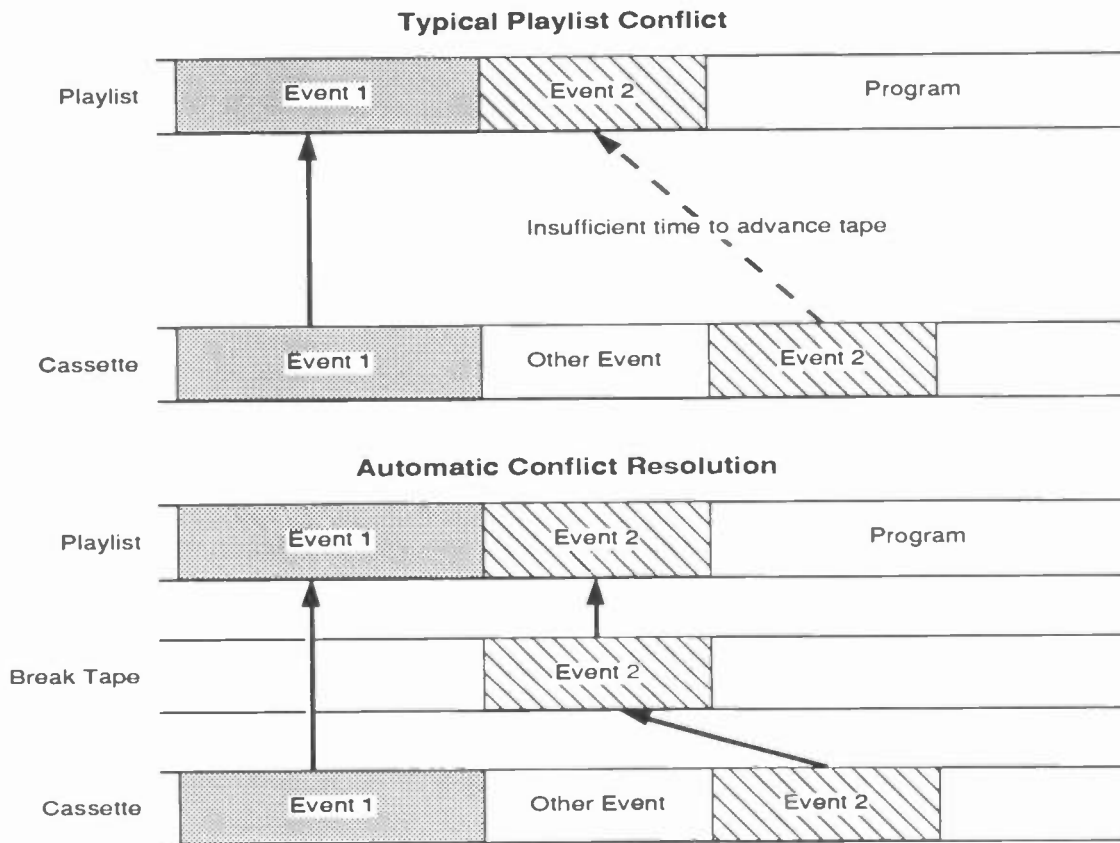 Typical Playlist Conflict
Playlist
Event 1
Event 2
Program
Insufficient time to advance tape
Cassette
Event 1
Other Event
Event 2
Automatic Conflict Resolution
Playlist
Event 1
Event 2
Program
Break Tape
Event 2
Cassette
Event 1
Other Event
Event 2